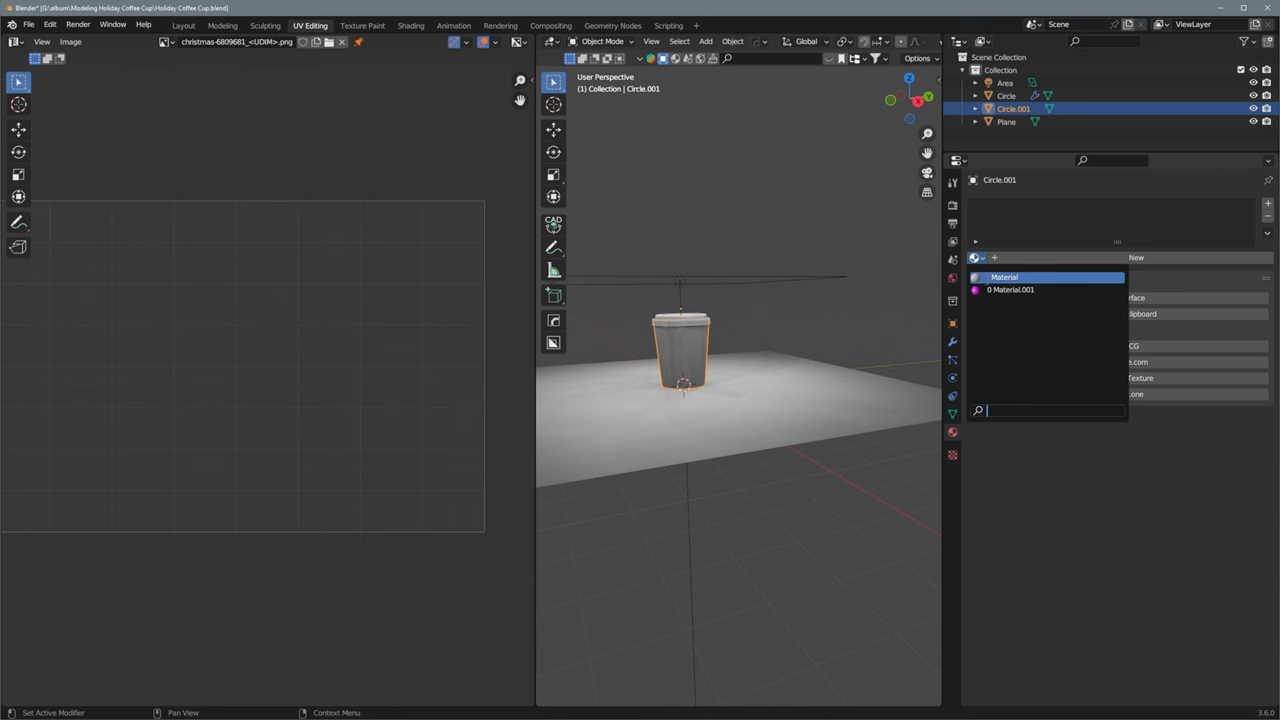 Blender* [G:\album\Modeling Holiday Coffee Cup\Holiday Coffee Cup.blend]
File Edit Render Window Help Layout Modeling Sculpting UV Editing Texture Paint Shading Animation Rendering Compositing Geometry Nodes Scripting Scene ViewLayer
View Image christmas-6809681_<UDIM>.png Object Mode View Select Add Object Global
Options
User Perspective
(1) Collection | Circle.001
Z
Y
X
CAD
Scene Collection
Collection
Area
Circle
Circle.001
Plane
Circle.001
New
Material
0 Material.001
rface
lipboard
CG
e.com
Texture
.one
Set Active Modifier Pan View Context Menu 3.6.0